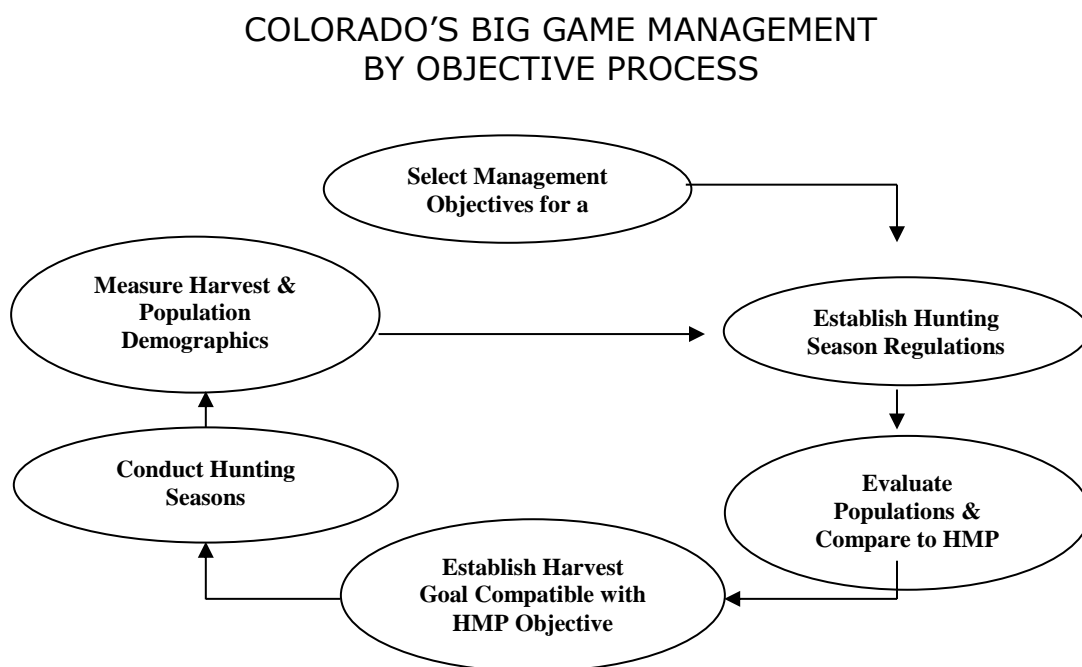 COLORADO’S BIG GAME MANAGEMENT
BY OBJECTIVE PROCESS
Select Management
Objectives for a
Measure Harvest &
Population
Demographics
Establish Hunting
Season Regulations
Conduct Hunting
Seasons
Evaluate
Populations &
Compare to HMP
Establish Harvest
Goal Compatible with
HMP Objective